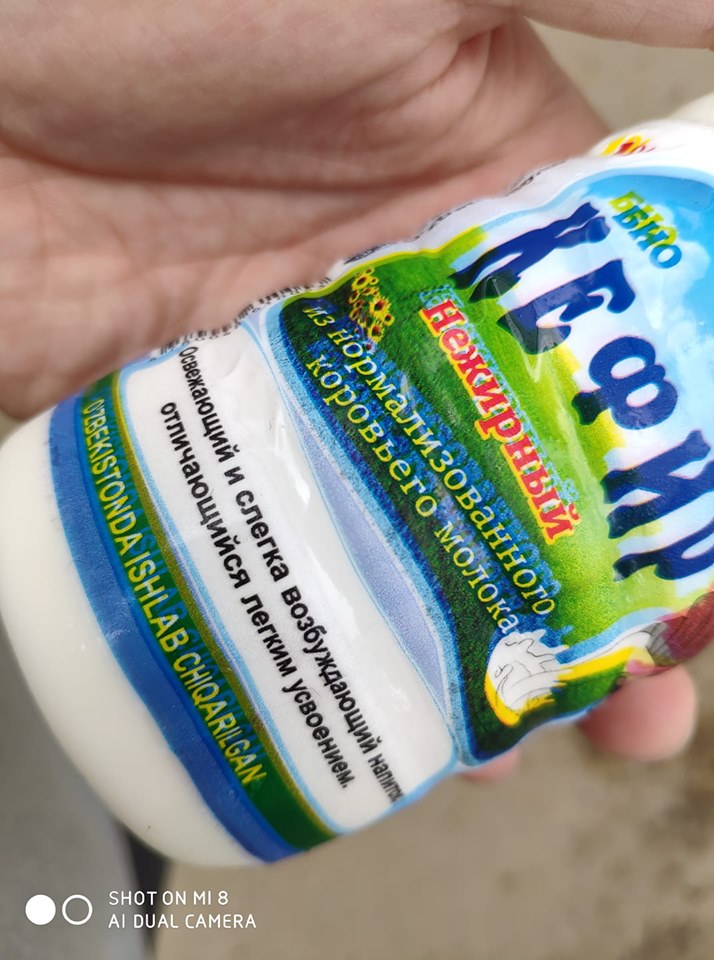 БИО
КЕФИР
нежирный
из нормализованного
коровьего молока
Освежающий и слегка возбуждающий напиток
отличающийся легким усвоением.
O'ZBEKISTONDA ISHLAB CHIQARILGAN
SHOT ON MI 8
AI DUAL CAMERA